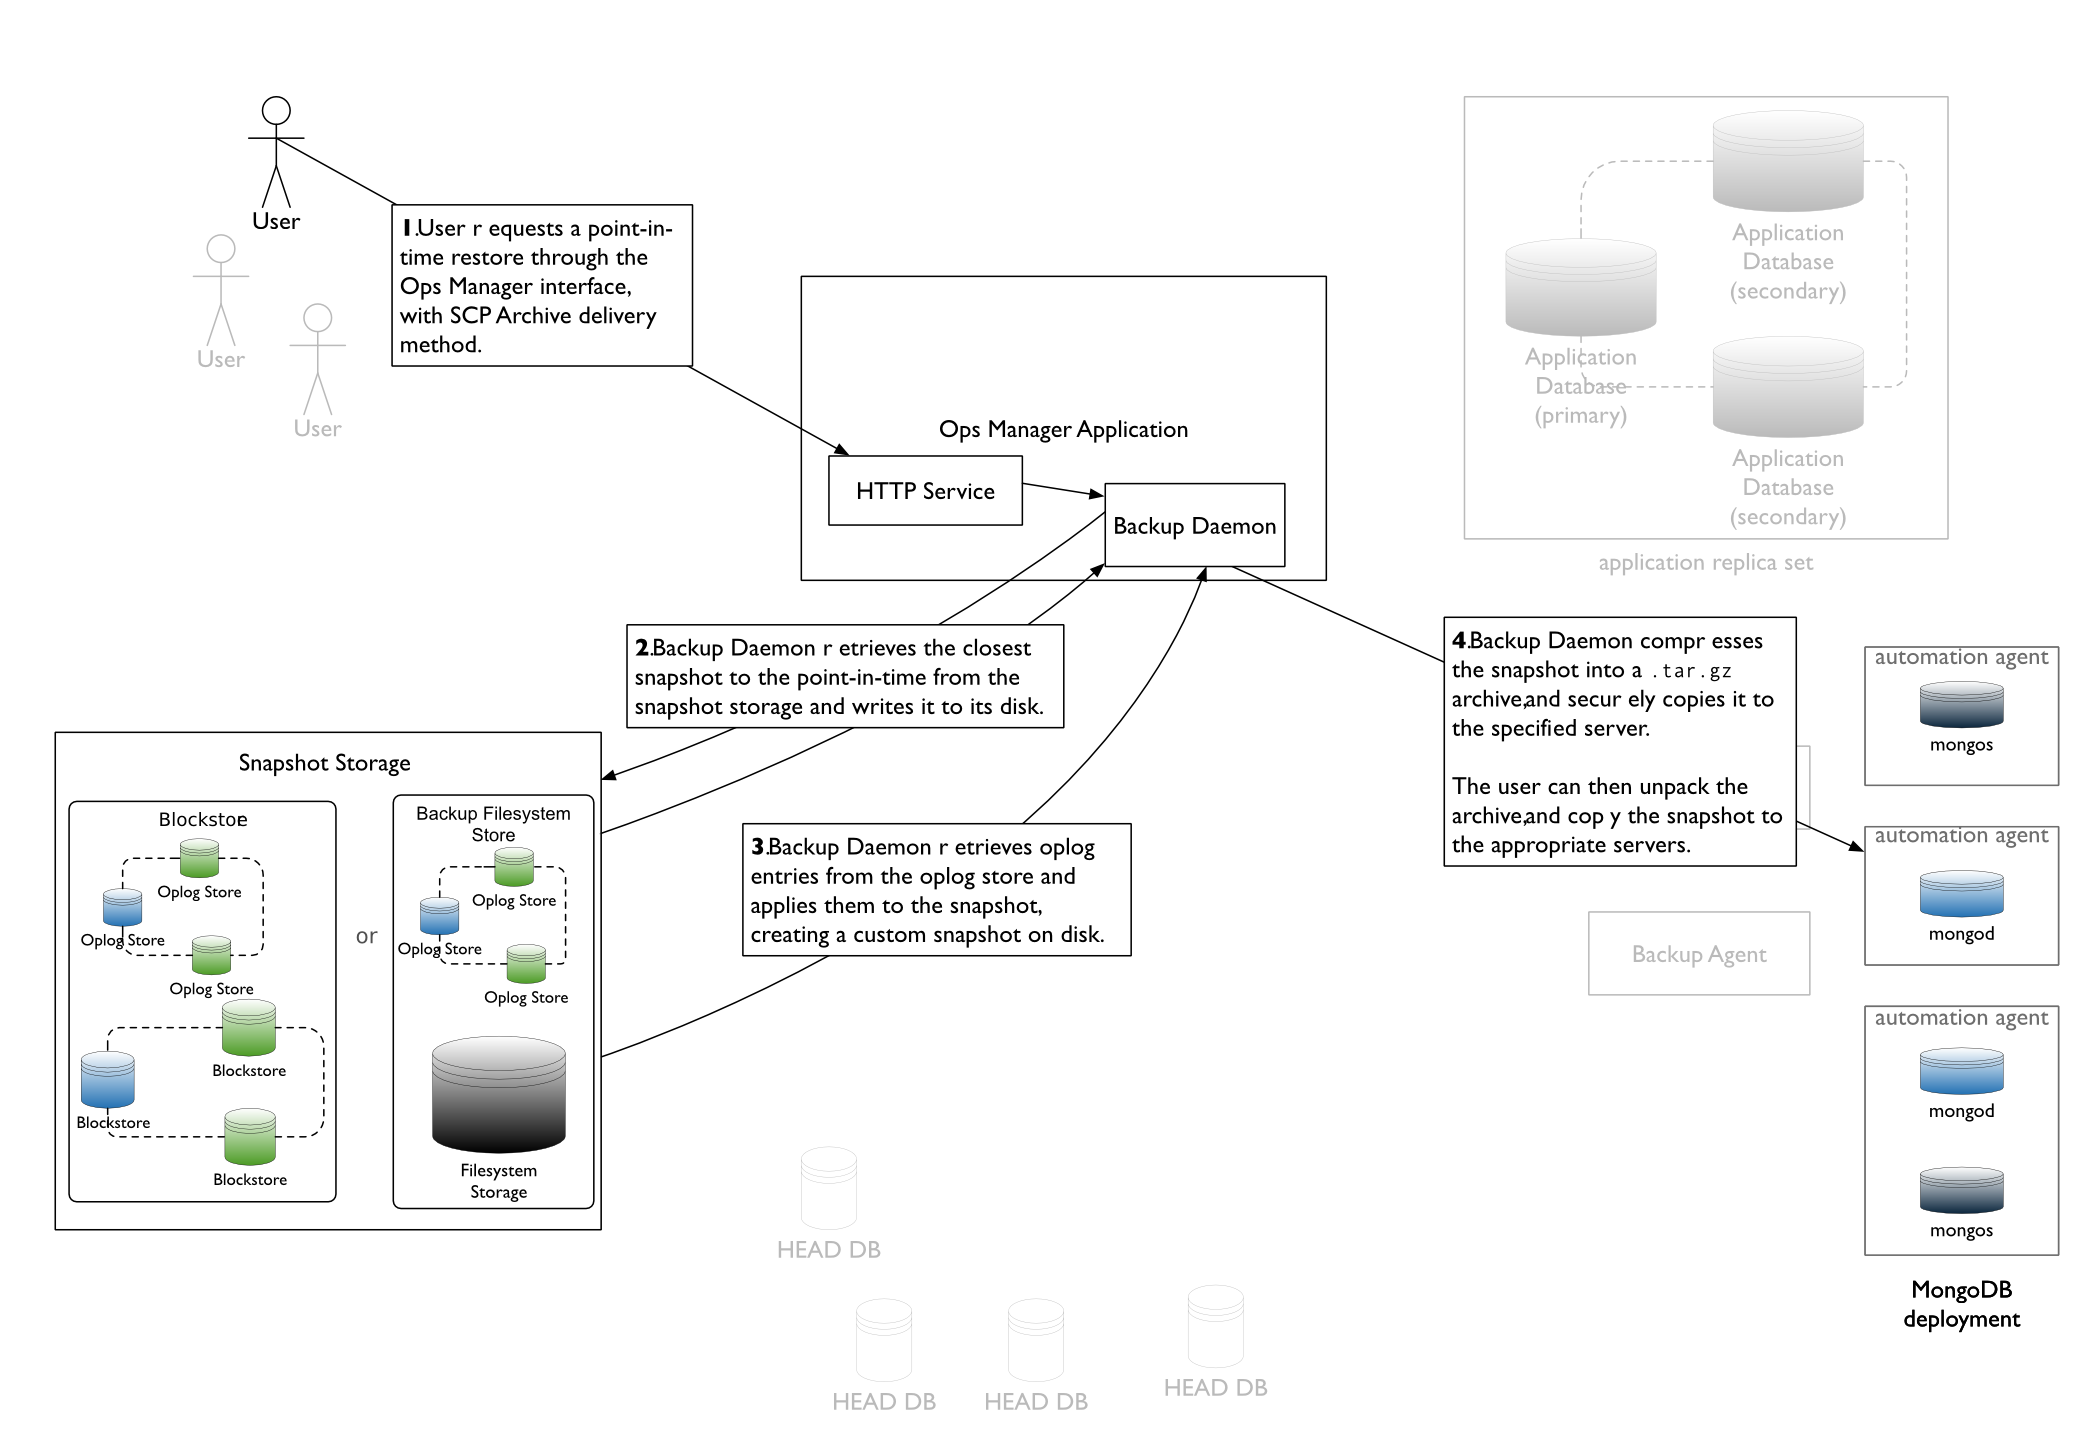 User
User
User
1.User r equests a point-in-
time restore through the
Ops Manager interface,
with SCP Archive delivery
method.
Ops Manager Application
HTTP Service
Backup Daemon
Application
Database
(secondary)
Application
Database
(primary)
Application
Database
(secondary)
application replica set
2.Backup Daemon r etrieves the closest
snapshot to the point-in-time from the
snapshot storage and writes it to its disk.
3.Backup Daemon r etrieves oplog
entries from the oplog store and
applies them to the snapshot,
creating a custom snapshot on disk.
4.Backup Daemon compr esses
the snapshot into a .tar.gz
archive,and secur ely copies it to
the specified server.
The user can then unpack the
archive,and cop y the snapshot to
the appropriate servers.
Snapshot Storage
Blockstore
Oplog Store
Oplog Store
Oplog Store
Blockstore
Blockstore
Blockstore
or
Backup Filesystem
Store
Oplog Store
Oplog Store
Oplog Store
Filesystem
Storage
automation agent
mongos
automation agent
mongod
Backup Agent
automation agent
mongod
mongos
MongoDB
deployment
HEAD DB
HEAD DB
HEAD DB
HEAD DB